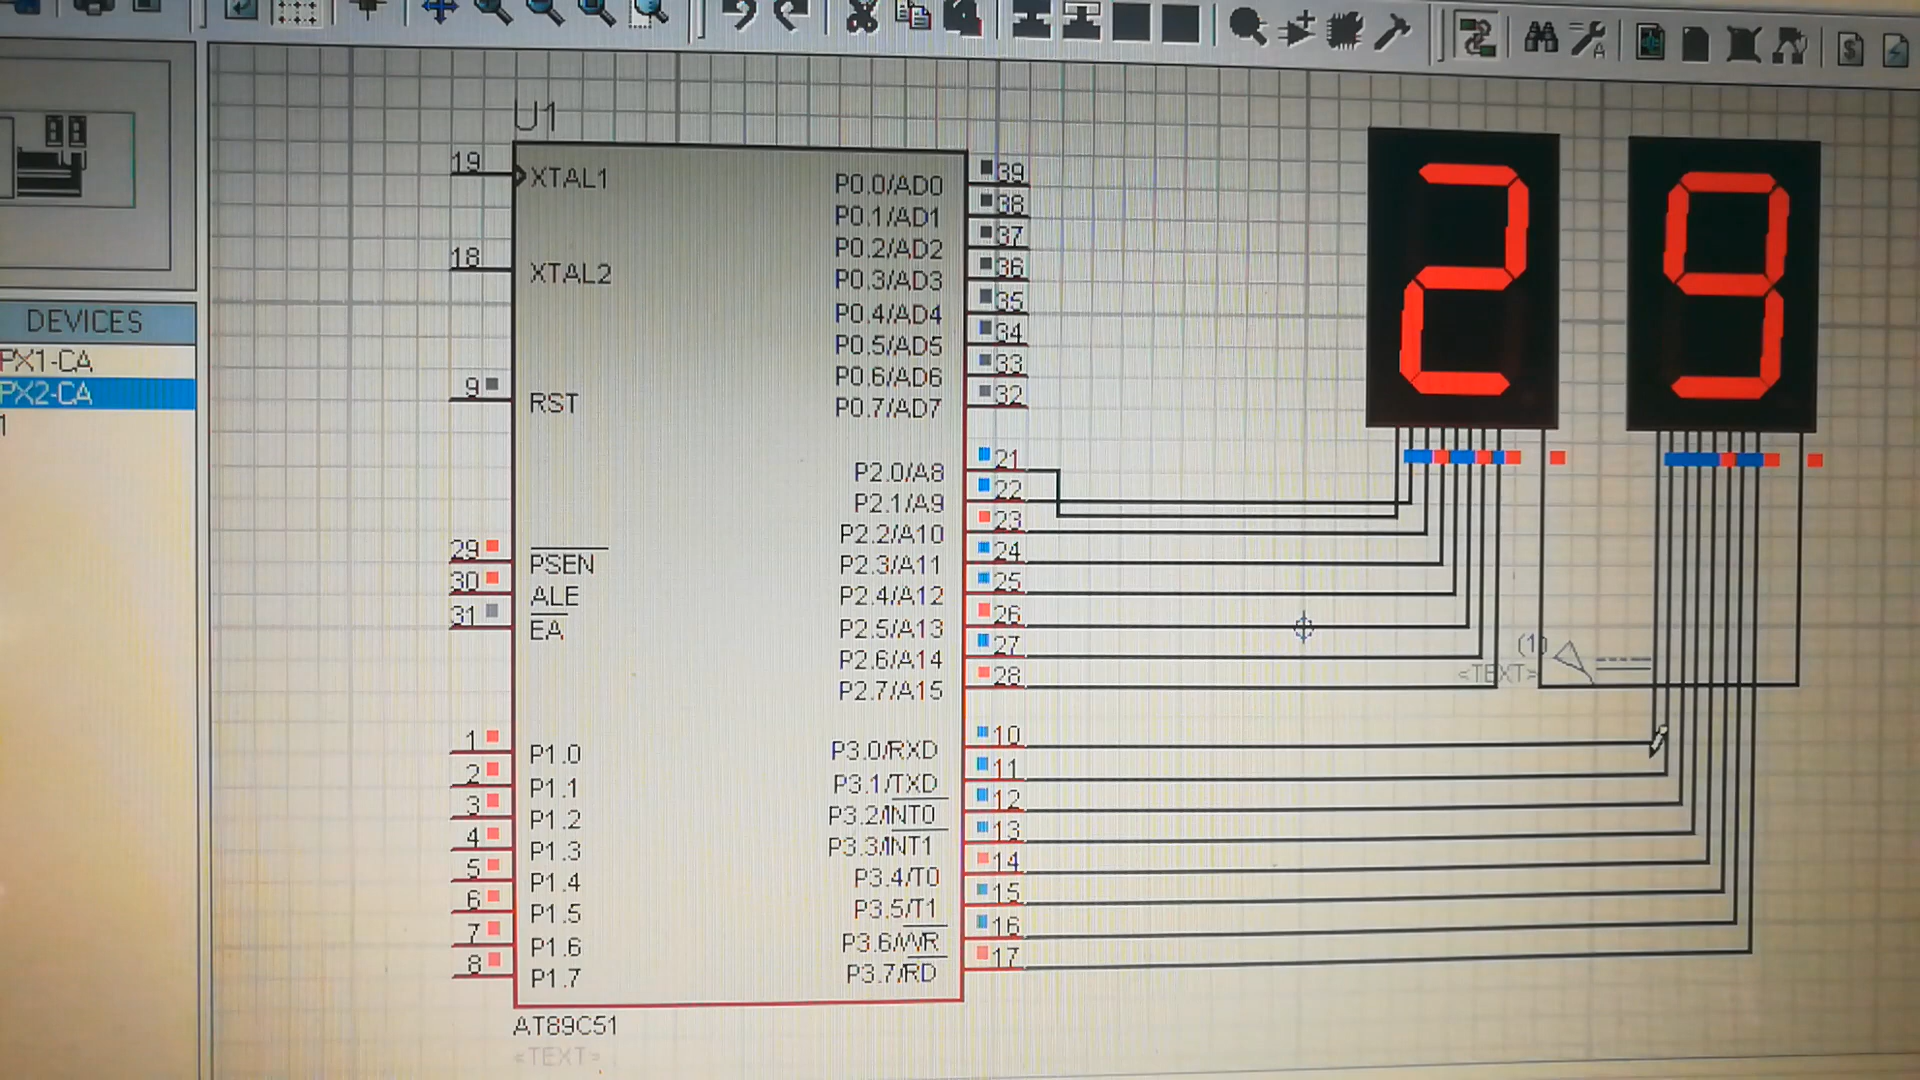 U1
19
XTAL1
18
XTAL2
9
RST
29
PSEN
30
ALE
31
EA
1
P1.0
2
P1.1
3
P1.2
4
P1.3
5
P1.4
6
P1.5
7
P1.6
8
P1.7
P0.0/AD0
39
P0.1/AD1
38
P0.2/AD2
37
P0.3/AD3
36
P0.4/AD4
35
P0.5/AD5
34
P0.6/AD6
33
P0.7/AD7
32
P2.0/A8
21
P2.1/A9
22
P2.2/A10
23
P2.3/A11
24
P2.4/A12
25
P2.5/A13
26
P2.6/A14
27
P2.7/A15
28
P3.0/RXD
10
P3.1/TXD
11
P3.2/INT0
12
P3.3/INT1
13
P3.4/T0
14
P3.5/T1
15
P3.6/WR
16
P3.7/RD
17
AT89C51
<TEXT>
29
(1)
<TEXT>
DEVICES
PX1-CA
PX2-CA
1
$
A